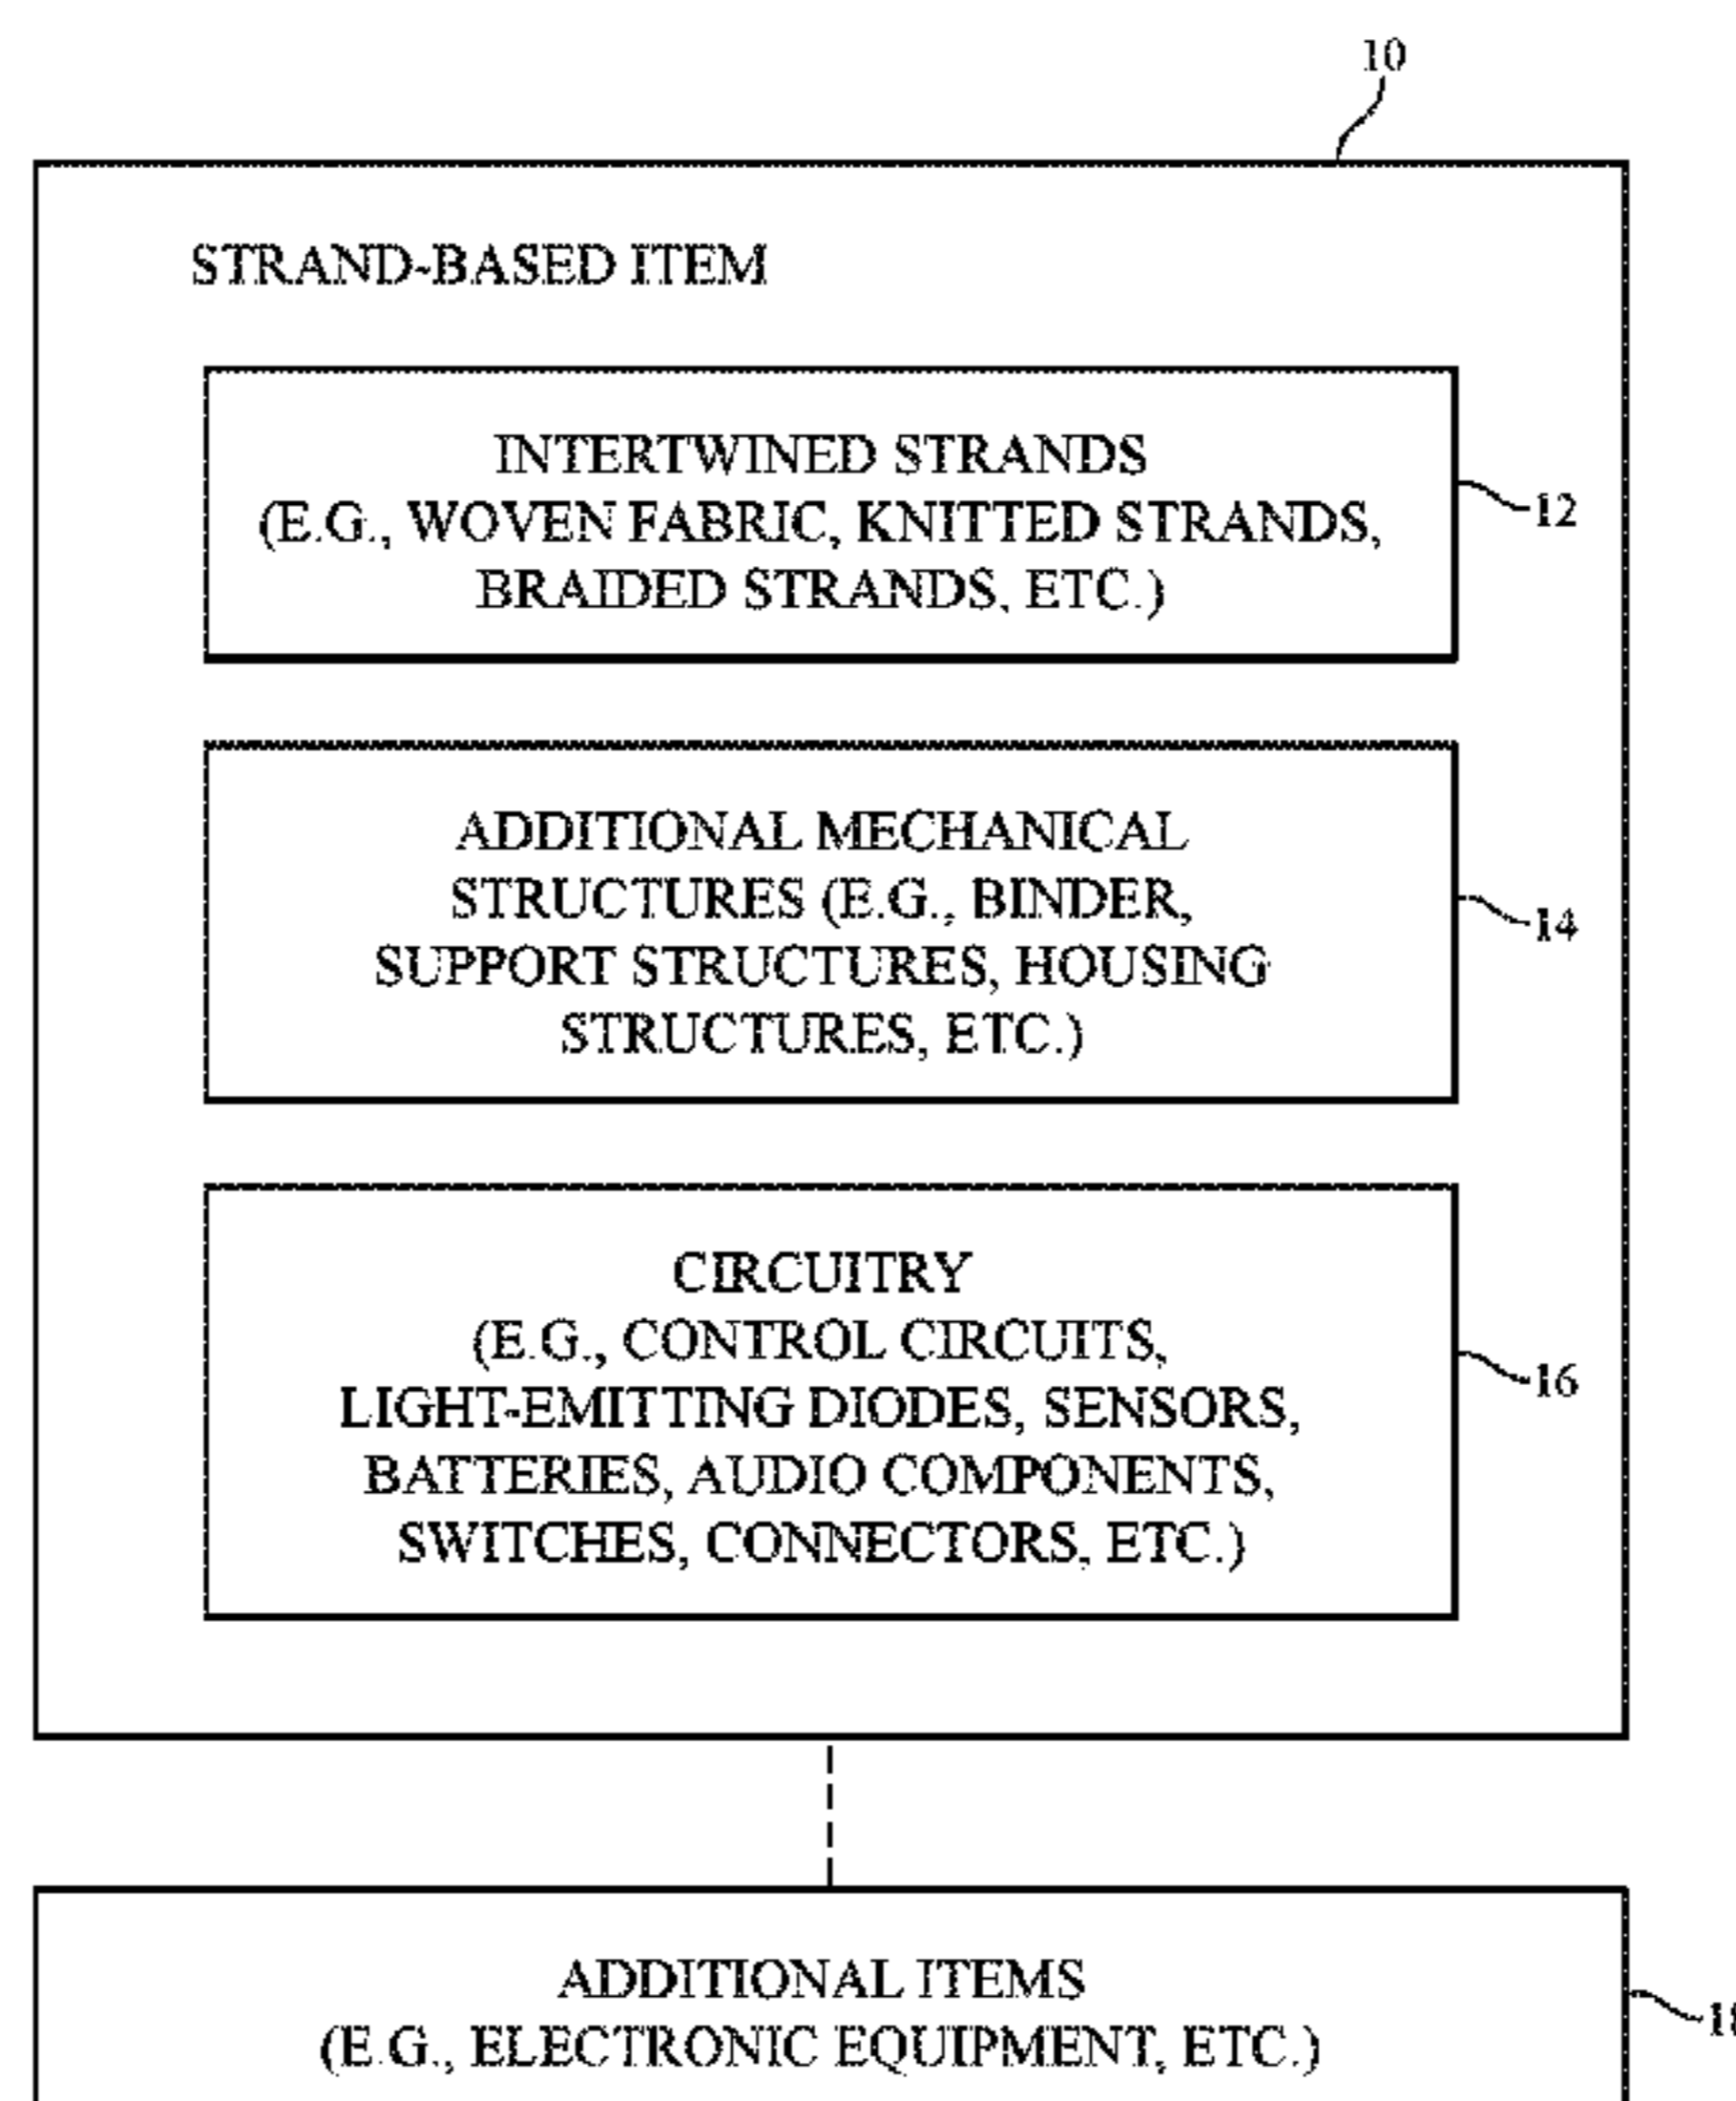 10
STRAND-BASED ITEM
INTERTWINED STRANDS
(E.G., WOVEN FABRIC, KNITTED STRANDS,
BRAIDED STRANDS, ETC.)
12
ADDITIONAL MECHANICAL
STRUCTURES (E.G., BINDER,
SUPPORT STRUCTURES, HOUSING
STRUCTURES, ETC.)
14
CIRCUITRY
(E.G., CONTROL CIRCUITS,
LIGHT-EMITTING DIODES, SENSORS,
BATTERIES, AUDIO COMPONENTS,
SWITCHES, CONNECTORS, ETC.)
16
ADDITIONAL ITEMS
(E.G., ELECTRONIC EQUIPMENT, ETC.)